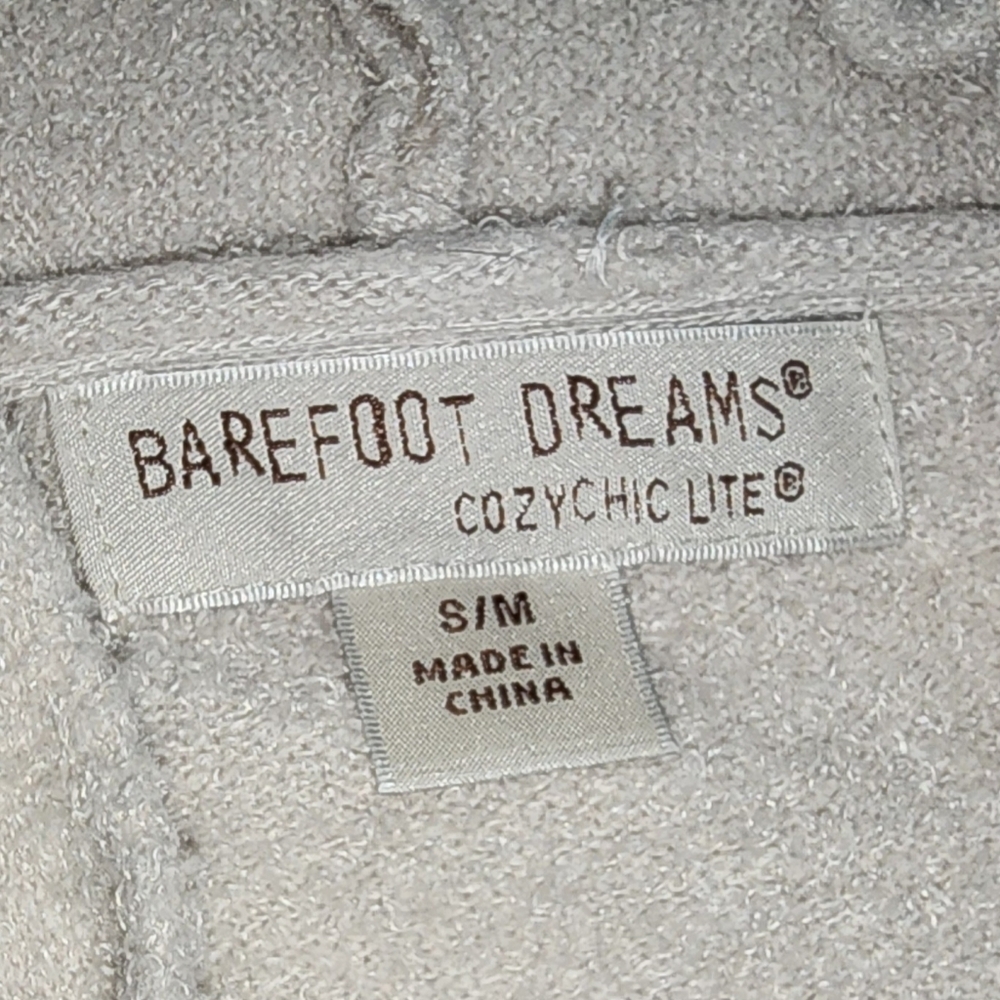 BAREFOOT DREAMS®
COZYCHIC LITE®
S/M
MADE IN
CHINA